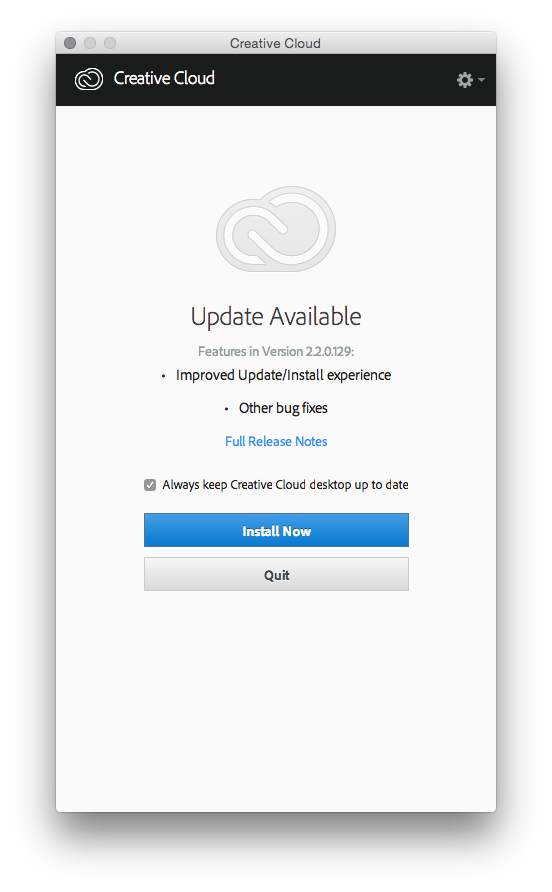 Creative Cloud
Creative Cloud
Update Available
Features in Version 2.2.0.129:
• Improved Update/Install experience
• Other bug fixes
Full Release Notes
Always keep Creative Cloud desktop up to date
Install Now
Quit